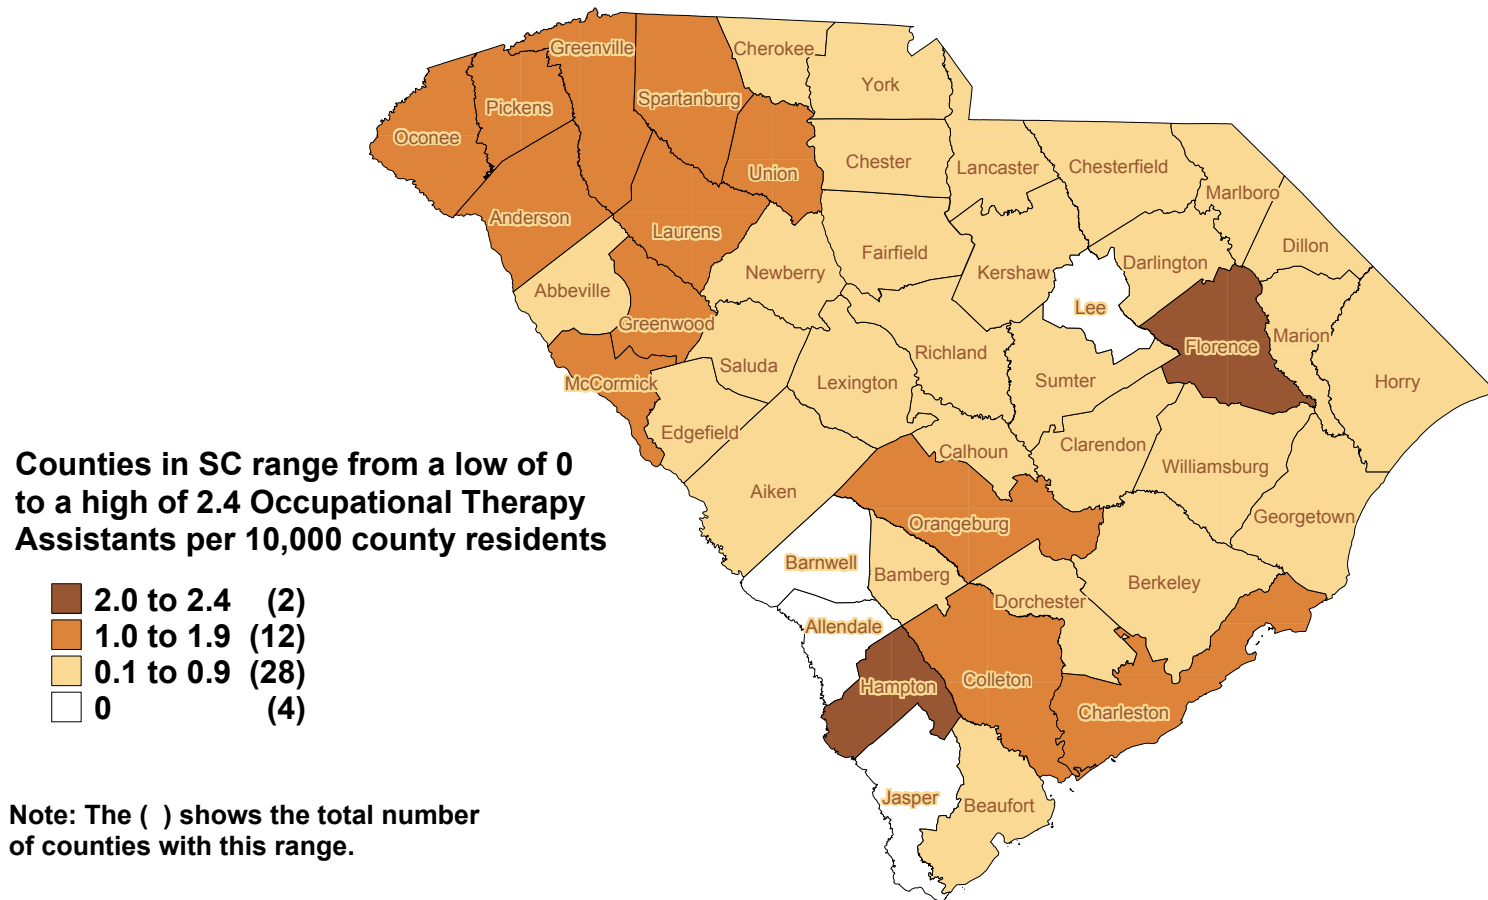 Greenville
Cherokee
York
Spartanburg
Pickens
Oconee
Chester
Lancaster
Chesterfield
Union
Marlboro
Anderson
Laurens
Dillon
Fairfield
Darlington
Newberry
Kershaw
Abbeville
Lee
Greenwood
Marion
Florence
Richland
Saluda
McCormick
Lexington
Sumter
Horry
Edgefield
Clarendon
Calhoun
Williamsburg
Counties in SC range from a low of 0
to a high of 2.4 Occupational Therapy
Assistants per 10,000 county residents
Aiken
Georgetown
Orangeburg
Barnwell
Bamberg
Berkeley
Dorchester
2.0 to 2.4 (2)
1.0 to 1.9 (12)
0.1 to 0.9 (28)
0 (4)
Allendale
Hampton
Colleton
Charleston
Jasper
Beaufort
Note: The ( ) shows the total number
of counties with this range.